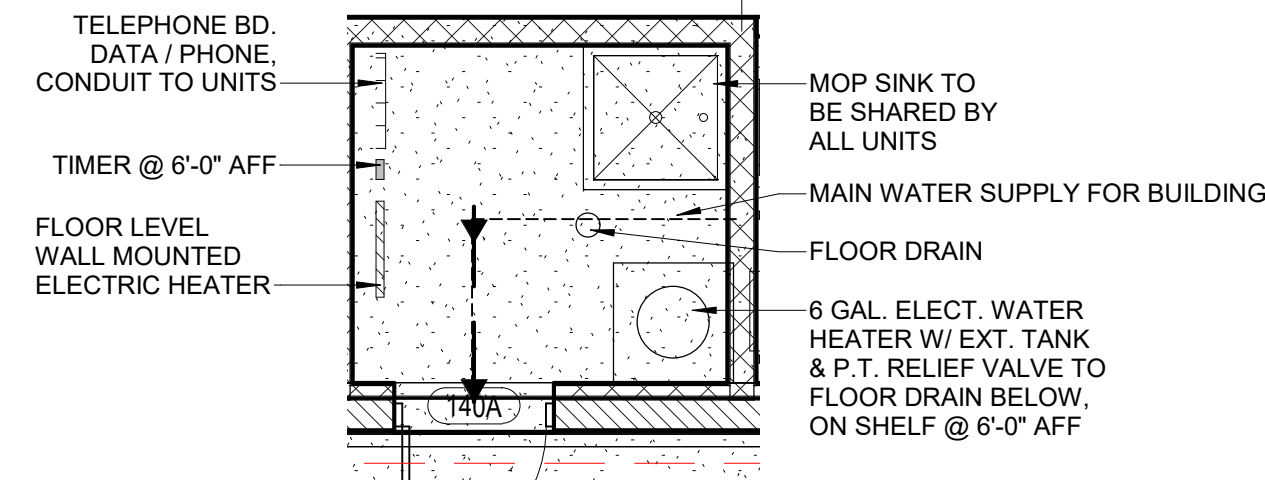 TELEPHONE BD.
DATA / PHONE,
CONDUIT TO UNITS
TIMER @ 6'-0" AFF
FLOOR LEVEL
WALL MOUNTED
ELECTRIC HEATER
140A
MOP SINK TO
BE SHARED BY
ALL UNITS
MAIN WATER SUPPLY FOR BUILDING
FLOOR DRAIN
6 GAL. ELECT. WATER
HEATER W/ EXT. TANK
& P.T. RELIEF VALVE TO
FLOOR DRAIN BELOW,
ON SHELF @ 6'-0" AFF